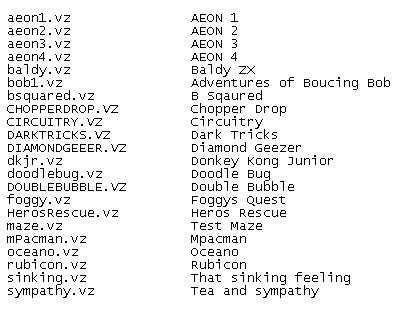 aeon1.vz AEON 1
aeon2.vz AEON 2
aeon3.vz AEON 3
aeon4.vz AEON 4
baldy.vz Baldy ZX
bob1.vz Adventures of Boucing Bob
bsquared.vz B Sqaured
CHOPPERDROP.VZ Chopper Drop
CIRCUITRY.VZ Circuitry
DARKTRICKS.VZ Dark Tricks
DIAMONDGEEER.VZ Diamond Geezer
dkjr.vz Donkey Kong Junior
doodlebug.vz Doodle Bug
DOUBLEBUBBLE.VZ Double Bubble
foggy.vz Foggys Quest
HerosRescue.vz Heros Rescue
maze.vz Test Maze
mPacman.vz Mpacman
oceano.vz Oceano
rubicon.vz Rubicon
sinking.vz That sinking feeling
sympathy.vz Tea and sympathy